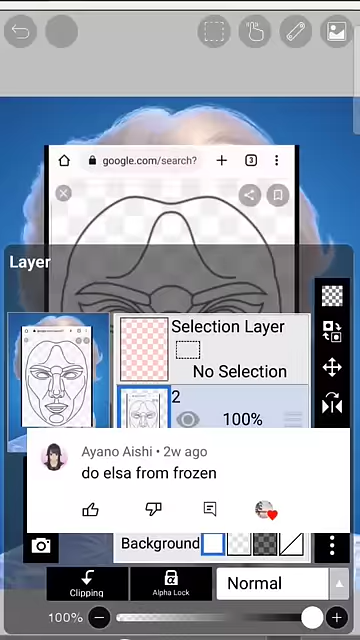 google.com/search?
3
Layer
Selection Layer
No Selection
2
100%
Ayano Aishi • 2w ago
do elsa from frozen
Background
Clipping
Alpha Lock
Normal
100%